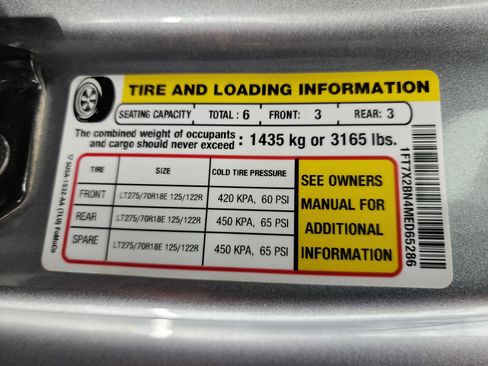 TIRE AND LOADING INFORMATION
SEATING CAPACITY TOTAL : 6 FRONT: 3 REAR: 3
The combined weight of occupants and cargo should never exceed : 1435 kg or 3165 lbs.
TIRE SIZE COLD TIRE PRESSURE
FRONT LT275/70R18E 125/122R 420 KPA, 60 PSI
REAR LT275/70R18E 125/122R 450 KPA, 65 PSI
SPARE LT275/70R18E 125/122R 450 KPA, 65 PSI
SEE OWNERS
MANUAL FOR
ADDITIONAL
INFORMATION
1FT7X2BN4MED65286